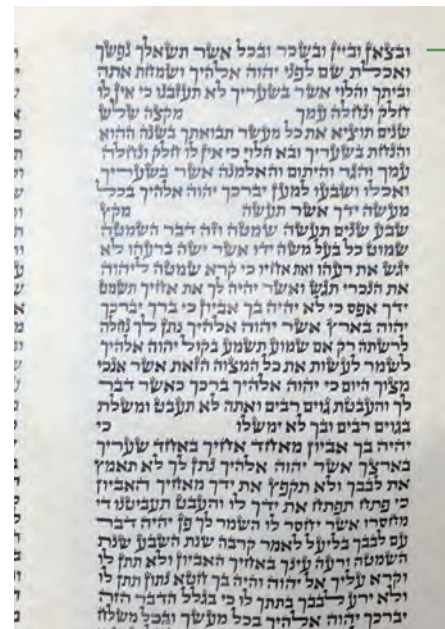 ובצאן וביין ובשכר ובכל אשר תשאלך נפשך
ואכלת שם לפני יהוה אלהיך ושמחת אתה
וביתך והלוי אשר בשעריך לא תעזבנו כי אין לו
חלק ונחלה עמך מקצה שלש
שנים תוציא את כל מעשר תבואתך בשנה ההוא
והנחת בשעריך ובא הלוי כי אין לו חלק ונחלה
עמך והגר והיתום והאלמנה אשר בשעריך
ואכלו ושבעו למען יברכך יהוה אלהיך בכל
מעשה ידך אשר תעשה מקץ
שבע שנים תעשה שמטה וזה דבר השמטה
שמוט כל בעל משה ידו אשר ישה ברעהו לא
יגש את רעהו ואת אחיו כי קרא שמטה ליהוה
את הנכרי תגש ואשר יהיה לך את אחיך תשמט
ידך אפס כי לא יהיה בך אביון כי ברך יברכך
יהוה בארץ אשר יהוה אלהיך נתן לך נחלה
לרשתה רק אם שמוע תשמע בקול יהוה אלהיך
לשמר לעשות את כל המצוה הזאת אשר אנכי
מצוך היום כי יהוה אלהיך ברכך כאשר דבר
לך והעבטת גוים רבים ואתה לא תעבט ומשלת
בגוים רבים ובך לא ימשלו כי
יהיה בך אביון מאחד אחיך באחד שעריך
בארצך אשר יהוה אלהיך נתן לך לא תאמץ
את לבבך ולא תקפץ את ידך מאחיך האביון
כי פתח תפתח את ידך לו והעבט תעביטנו די
מחסרו אשר יחסר לו השמר לך פן יהיה דבר
עם לבבך בליעל לאמר קרבה שנת השבע שנת
השמטה ורעה עינך באחיך האביון ולא תתן לו
וקרא עליך אל יהוה והיה בך חטא נתון תתן לו
ולא ירע לבבך בתתך לו כי בגלל הדבר הזה
יברכך יהוה אלהיך בכל מעשך ובכל משלח